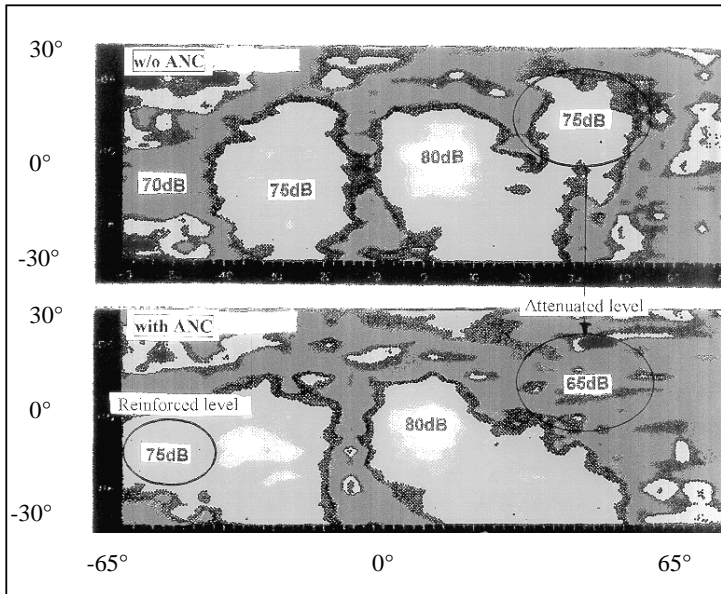 30°
w/o ANC
75dB
80dB
0°
70dB
75dB
-30°
Attenuated level
30°
with ANC
65dB
0°
Reinforced level
80dB
75dB
-30°
-65° 0° 65°